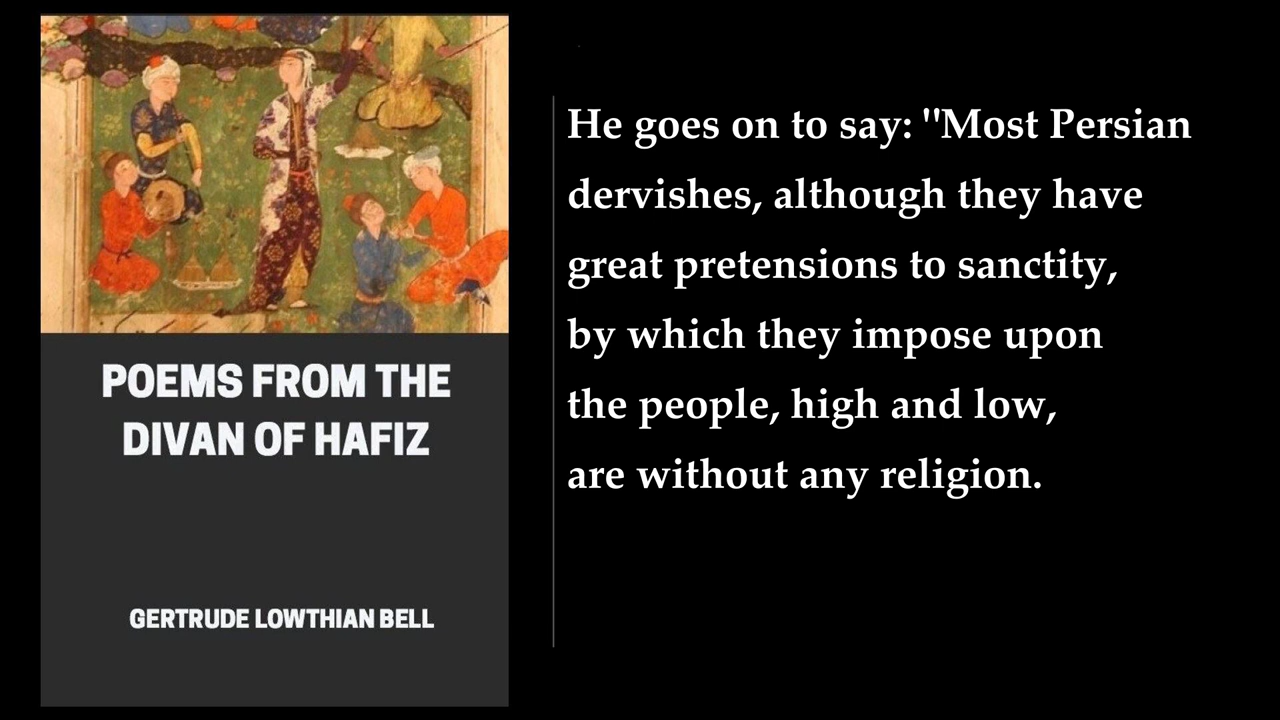 POEMS FROM THE
DIVAN OF HAFIZ
GERTRUDE LOWTHIAN BELL
He goes on to say: "Most Persian
dervishes, although they have
great pretensions to sanctity,
by which they impose upon
the people, high and low,
are without any religion.